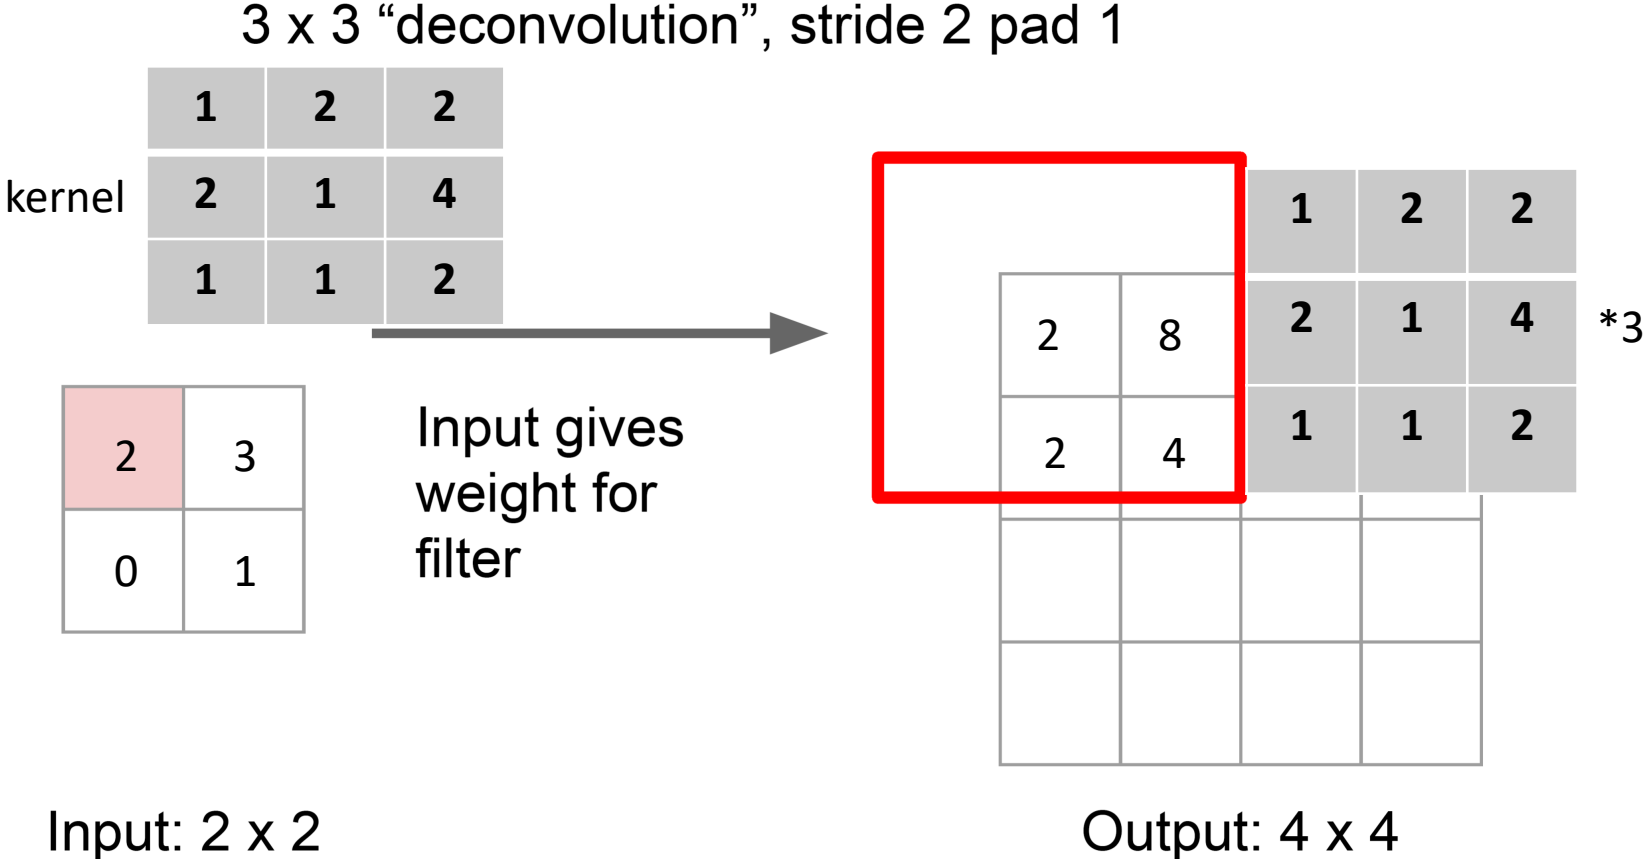 3 x 3 “deconvolution”, stride 2 pad 1
1 2 2
kernel 2 1 4
1 1 2
2 3
0 1
Input gives
weight for
filter
1 2 2
2 8 2 1 4 *3
2 4 1 1 2
Input: 2 x 2
Output: 4 x 4